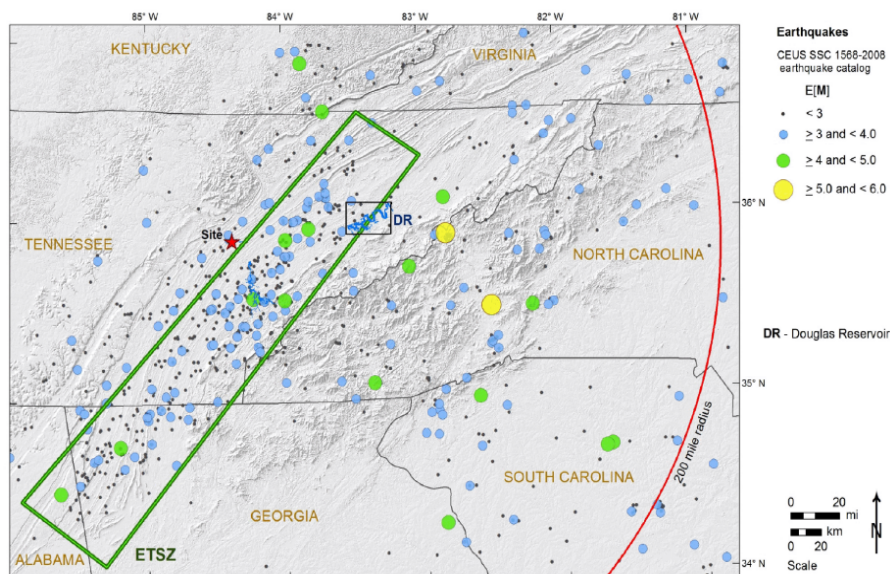 85°W 84°W 83°W 82°W 81°W
KENTUCKY
VIRGINIA
36°N
TENNESSEE
Site
DR
NORTH CAROLINA
35°N
SOUTH CAROLINA
200 mile radius
GEORGIA
ETSZ
ALABAMA
34°N
Earthquakes
CEUS SSC 1568-2008
earthquake catalog
E[M]
< 3
≥ 3 and < 4.0
≥ 4 and < 5.0
≥ 5.0 and < 6.0
DR - Douglas Reservoir
0 20
mi
km
0 20
Scale
N